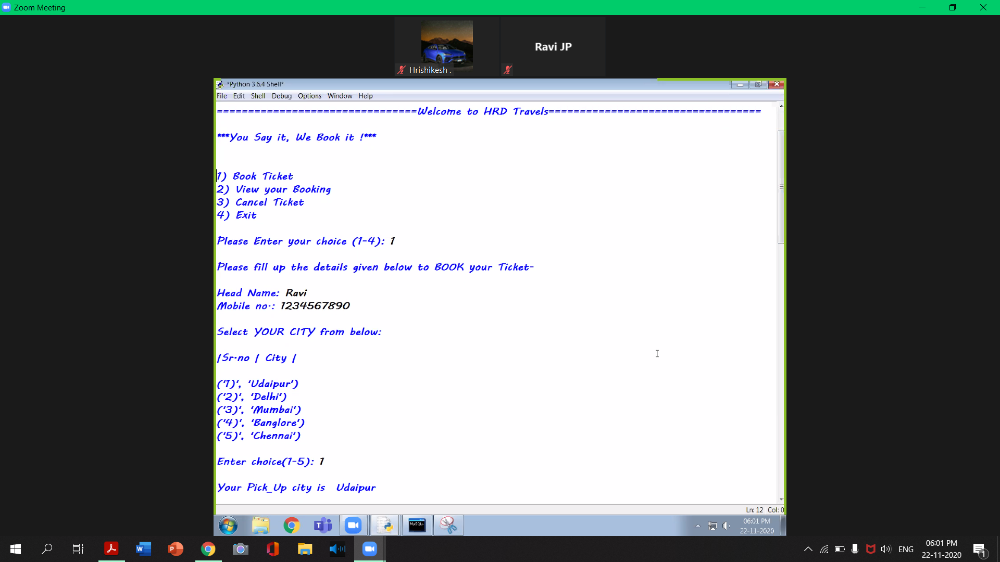 Zoom Meeting
Hrishikesh .
Ravi JP
*Python 3.6.4 Shell*
File Edit Shell Debug Options Window Help
================================Welcome to HRD Travels==================================
***You Say it, We Book it !***
1) Book Ticket
2) View your Booking
3) Cancel Ticket
4) Exit
Please Enter your choice (1-4): 1
Please fill up the details given below to BOOK your Ticket-
Head Name: Ravi
Mobile no.: 1234567890
Select YOUR CITY from below:
|Sr.no | City |
('1)', 'Udaipur')
('2)', 'Delhi')
('3)', 'Mumbai')
('4)', 'Banglore')
('5)', 'Chennai')
Enter choice(1-5): 1
Your Pick_Up city is  Udaipur
Ln: 12 Col: 0
MySQL>
06:01 PM
22-11-2020
ENG
06:01 PM
22-11-2020
1